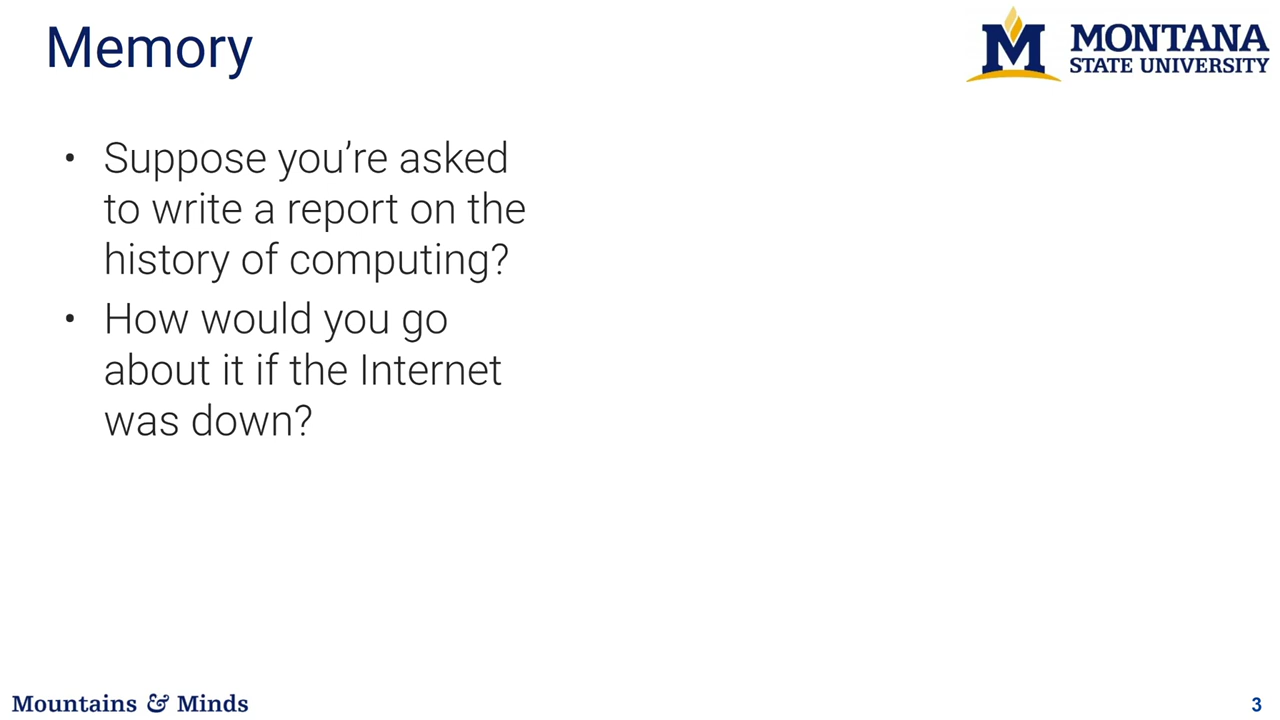 Memory
MONTANA
STATE UNIVERSITY
• Suppose you’re asked
to write a report on the
history of computing?
• How would you go
about it if the Internet
was down?
Mountains & Minds
3